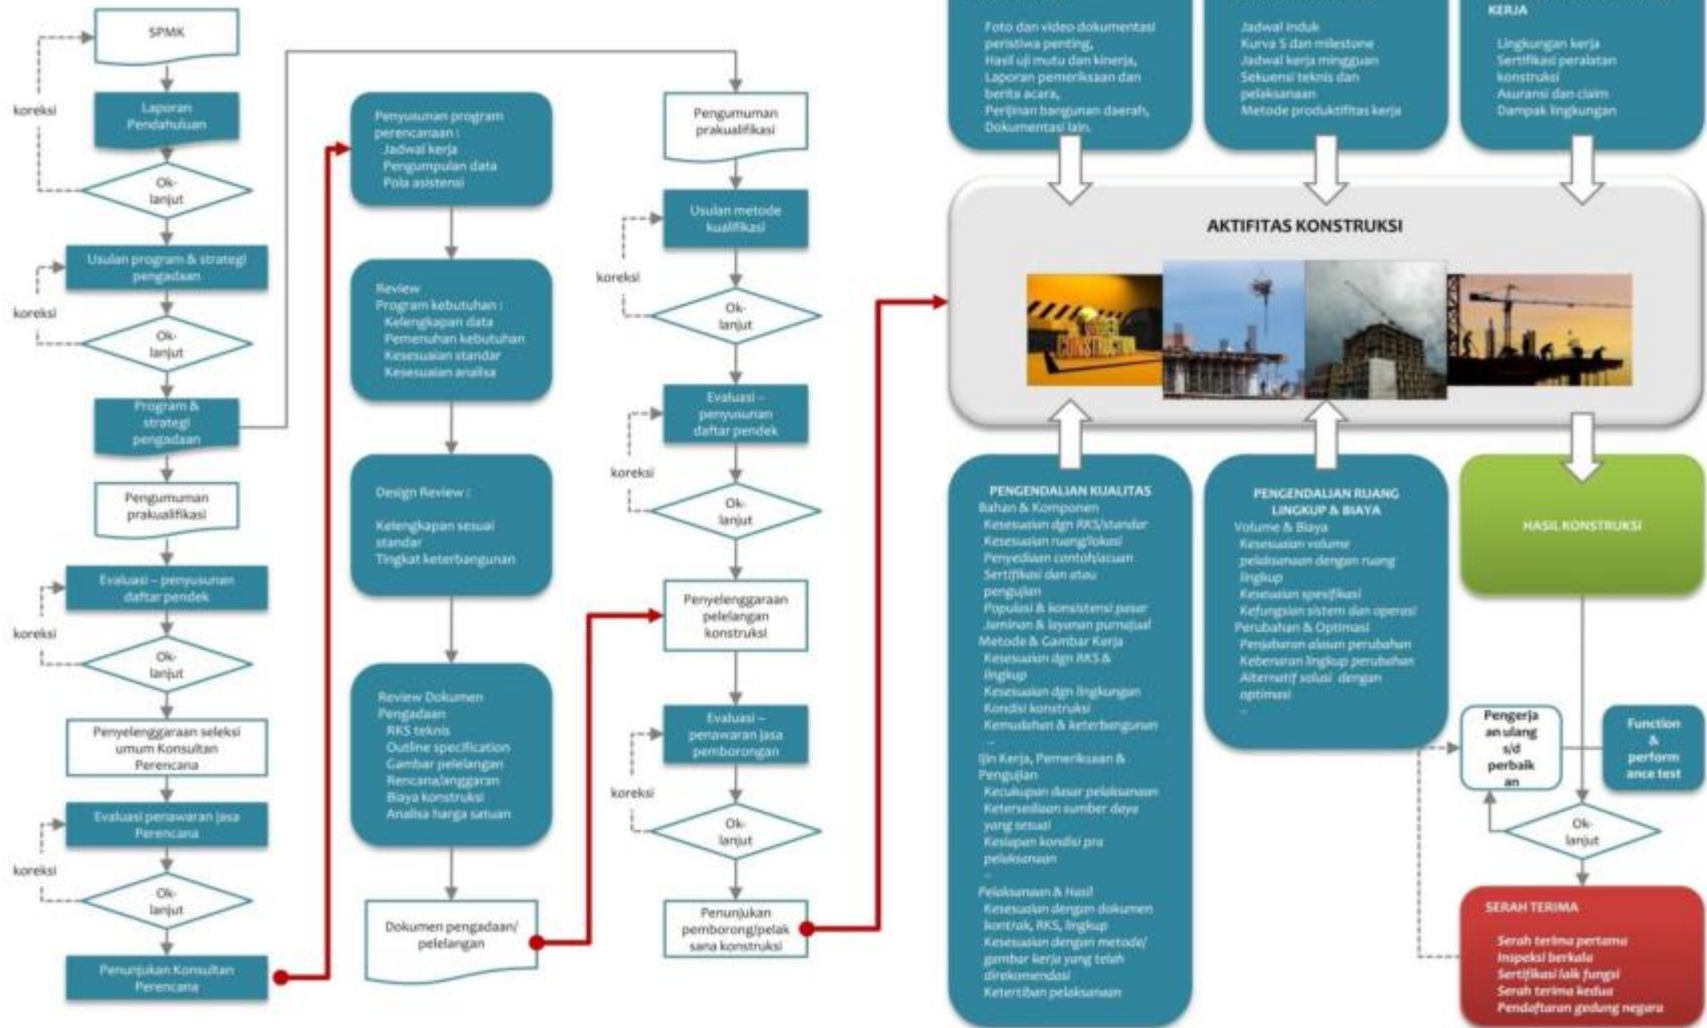 SPMK
koreksi
Laporan
Pendahuluan
Ok-
lanjut
Usulan program & strategi
pengadaan
koreksi
Ok-
lanjut
Program &
strategi
pengadaan
Pengumuman
prakualifikasi
Evaluasi – penyusunan
daftar pendek
koreksi
Ok-
lanjut
Penyelenggaraan seleksi
umum Konsultan
Perencana
Evaluasi penawaran jasa
Perencana
koreksi
Ok-
lanjut
Penunjukan Konsultan
Perencana
Penyusunan program
perencanaan :
Jadwal kerja
Pengumpulan data
Pola asistensi
Review
Program kebutuhan :
Kelengkapan data
Pemenuhan kebutuhan
Kesesuaian standar
Kesesuaian analisa
Design Review :
Kelengkapan sesuai
standar
Tingkat keterbangunan
Review Dokumen
Pengadaan
RKS teknis
Outline specification
Gambar pelelangan
Rencana/anggaran
Biaya konstruksi
Analisa harga satuan
Dokumen pengadaan/
pelelangan
Pengumuman
prakualifikasi
Usulan metode
kualifikasi
koreksi
Ok-
lanjut
Evaluasi –
penyusunan
daftar pendek
koreksi
Ok-
lanjut
Penyelenggaraan
pelelangan
konstruksi
Evaluasi –
penawaran jasa
pemborongan
koreksi
Ok-
lanjut
Penunjukan
pemborong/pelak
sana konstruksi
Foto dan video dokumentasi
peristiwa penting,
Hasil uji mutu dan kinerja,
Laporan pemeriksaan dan
berita acara,
Perijinan bangunan daerah,
Dokumentasi lain.
Jadwal induk
Kurva S dan milestone
Jadwal kerja mingguan
Sekuensi teknis dan
pelaksanaan
Metode produktifitas kerja
KERJA
Lingkungan kerja
Sertifikasi peralatan
konstruksi
Asuransi dan claim
Dampak lingkungan
AKTIFITAS KONSTRUKSI
UNDER
CONSTRUCTION
PENGENDALIAN KUALITAS
Bahan & Komponen
Kesesuaian dgn RKS/standar
Kesesuaian ruang/lokasi
Penyediaan contoh/acuan
Sertifikasi dan atau
pengujian
Populasi & konsistensi pasar
Jaminan & layanan purnajual
Metode & Gambar Kerja
Kesesuaian dgn RKS &
lingkup
Kesesuaian dgn lingkungan
Kondisi konstruksi
Kemudahan & keterbangunan
..
Ijin Kerja, Pemeriksaan &
Pengujian
Kecukupan dasar pelaksanaan
Ketersediaan sumber daya
yang sesuai
Kesiapan kondisi pra
pelaksanaan
..
Pelaksanaan & Hasil
Kesesuaian dengan dokumen
kontrak, RKS, lingkup
Kesesuaian dengan metode/
gambar kerja yang telah
direkomendasi
Ketertiban pelaksanaan
PENGENDALIAN RUANG
LINGKUP & BIAYA
Volume & Biaya
Kesesuaian volume
pelaksanaan dengan ruang
lingkup
Keseuaian spesifikasi
Kefungsian sistem dan operasi
Perubahan & Optimasi
Penjabaran alasan perubahan
Kebenaran lingkup perubahan
Alternatif solusi dengan
optimasi
..
HASIL KONSTRUKSI
Pengerja
an ulang
s/d
perbaik
an
Function
&
perform
ance test
Ok-
lanjut
SERAH TERIMA
Serah terima pertama
Inspeksi berkala
Sertifikasi laik fungsi
Serah terima kedua
Pendaftaran gedung negara